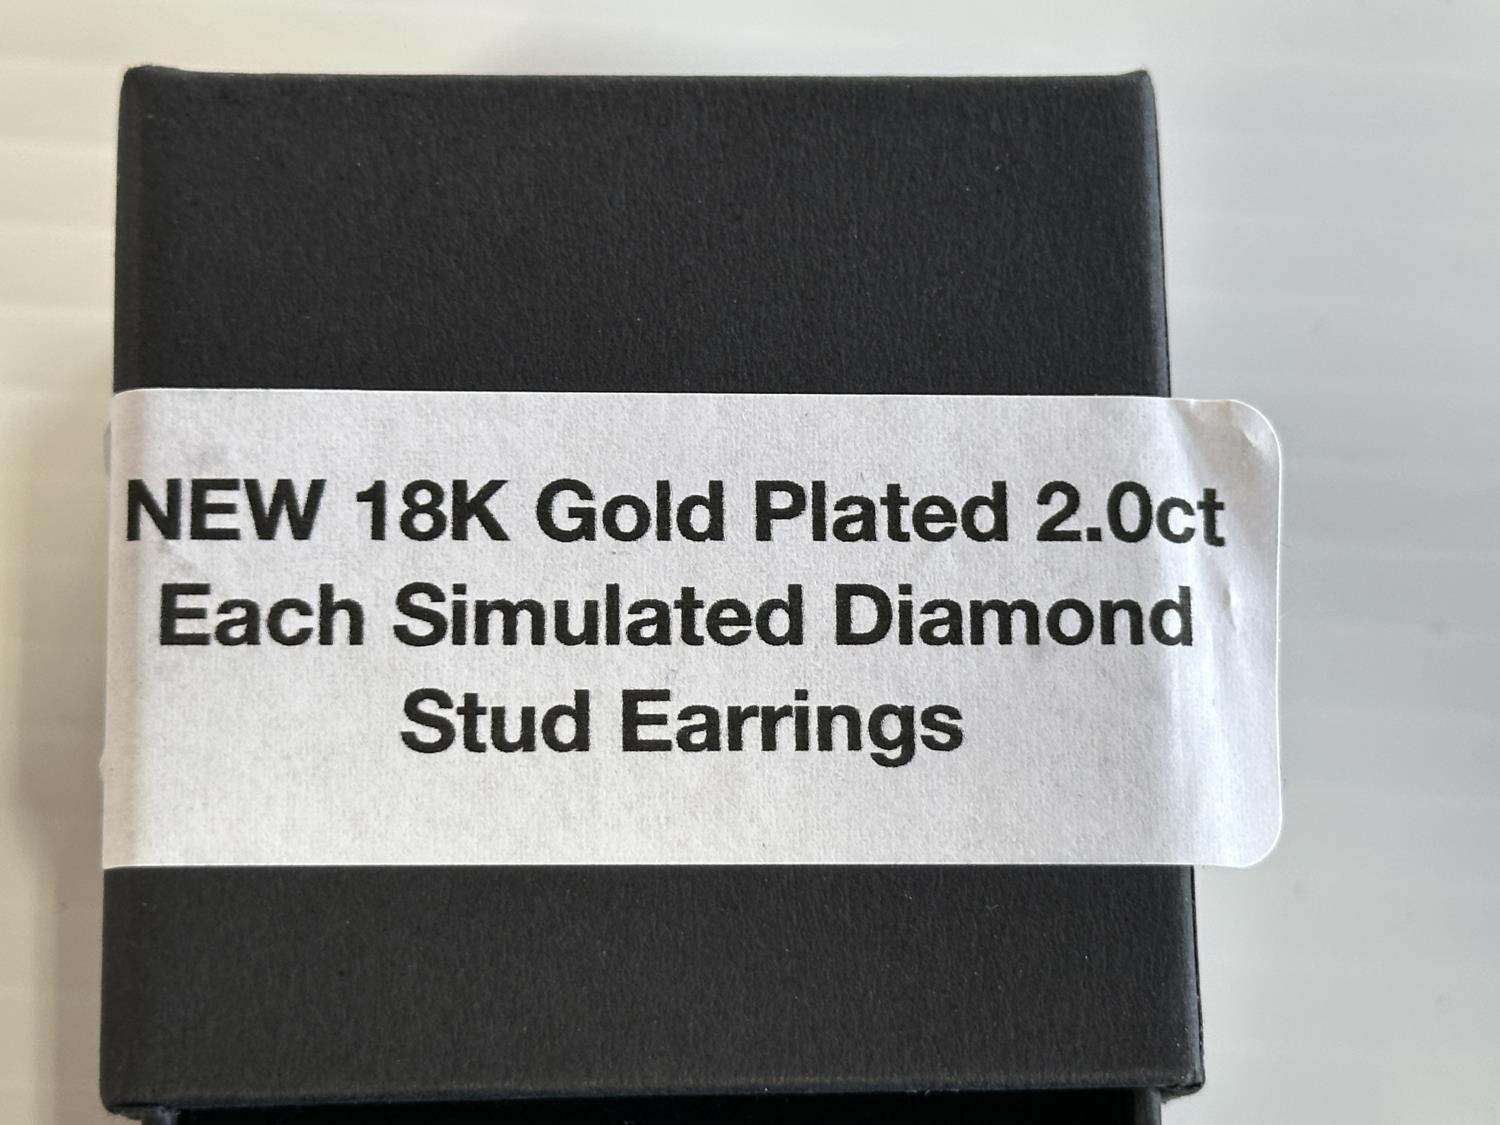 NEW 18K Gold Plated 2.0ct
Each Simulated Diamond
Stud Earrings